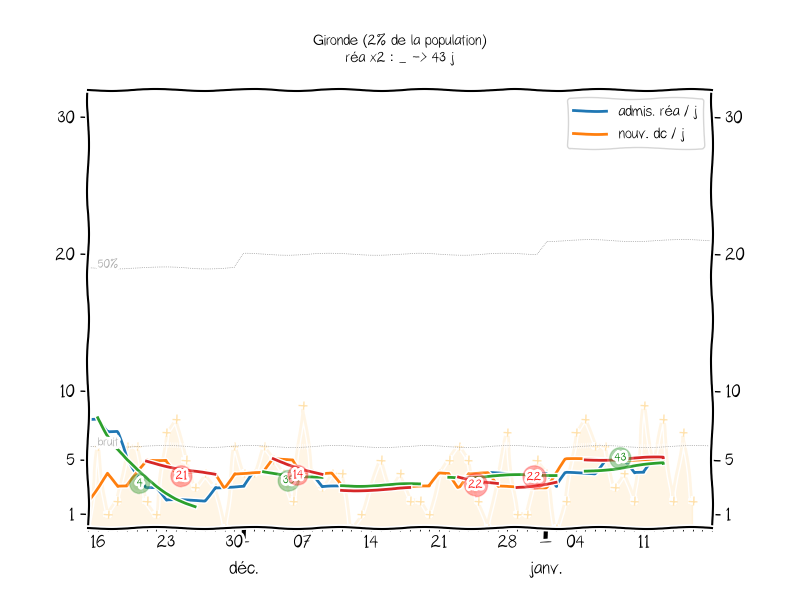 Gironde (2% de la population)
réa x2 : _ -> 43 j
admis. réa / j
nouv. dc / j
30
30
20
20
50%
10
10
bruit
5
5
1
1
4
21
14
22
22
43
16 23 30 07 14 21 28 04 11
déc. janv.